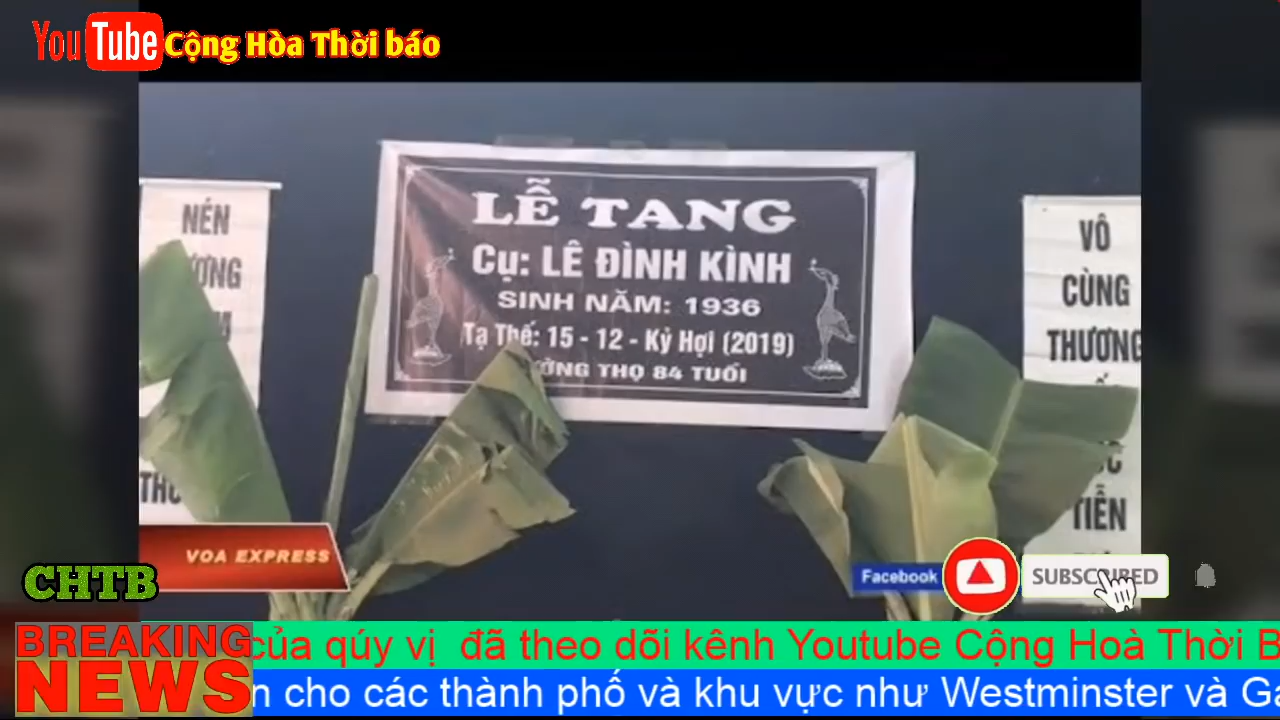 YouTube Cộng Hòa Thời báo
LỄ TANG
Cụ: LÊ ĐÌNH KÌNH
SINH NĂM: 1936
Tạ Thế: 15 - 12 - Kỷ Hợi (2019)
THỌ 84 TUỔI
NÉN
VÔ
CÙNG
THƯƠNG
TIỄN
VOA EXPRESS
CHTB
Facebook
SUBSCRIBED
BREAKING
NEWS
của qúy vị đã theo dõi kênh Youtube Cộng Hoà Thời
cho các thành phố và khu vực như Westminster và